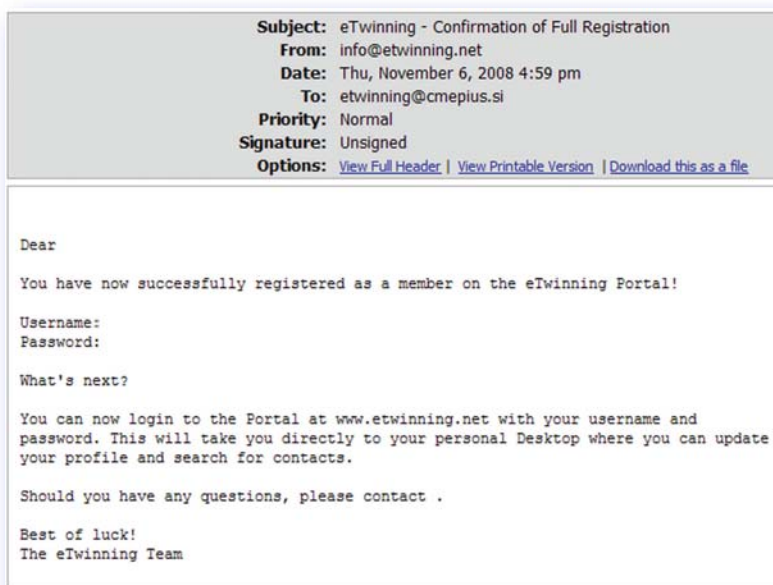 Subject: eTwinning - Confirmation of Full Registration
From: info@etwinning.net
Date: Thu, November 6, 2008 4:59 pm
To: etwinning@cmepius.si
Priority: Normal
Signature: Unsigned
Options: View Full Header | View Printable Version | Download this as a file
Dear
You have now successfully registered as a member on the eTwinning Portal!
Username:
Password:
What's next?
You can now login to the Portal at www.etwinning.net with your username and
password. This will take you directly to your personal Desktop where you can update
your profile and search for contacts.
Should you have any questions, please contact .
Best of luck!
The eTwinning Team